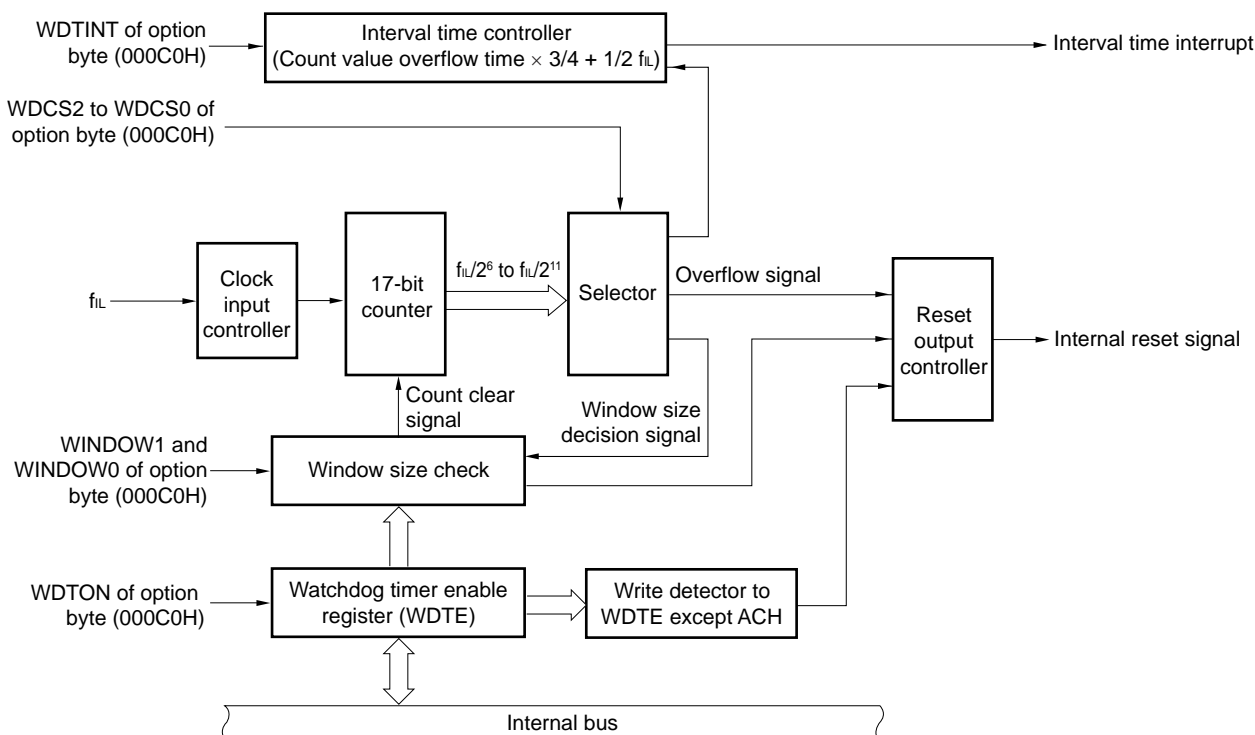 WDTINT of option
byte (000C0H)
Interval time controller
(Count value overflow time × 3/4 + 1/2 fIL)
Interval time interrupt
WDCS2 to WDCS0 of
option byte (000C0H)
fIL
Clock
input
controller
17-bit
counter
fIL/2⁶ to fIL/2¹¹
Selector
Overflow signal
Reset
output
controller
Internal reset signal
Count clear
signal
Window size
decision signal
WINDOW1 and
WINDOW0 of option
byte (000C0H)
Window size check
WDTON of option
byte (000C0H)
Watchdog timer enable
register (WDTE)
Write detector to
WDTE except ACH
Internal bus